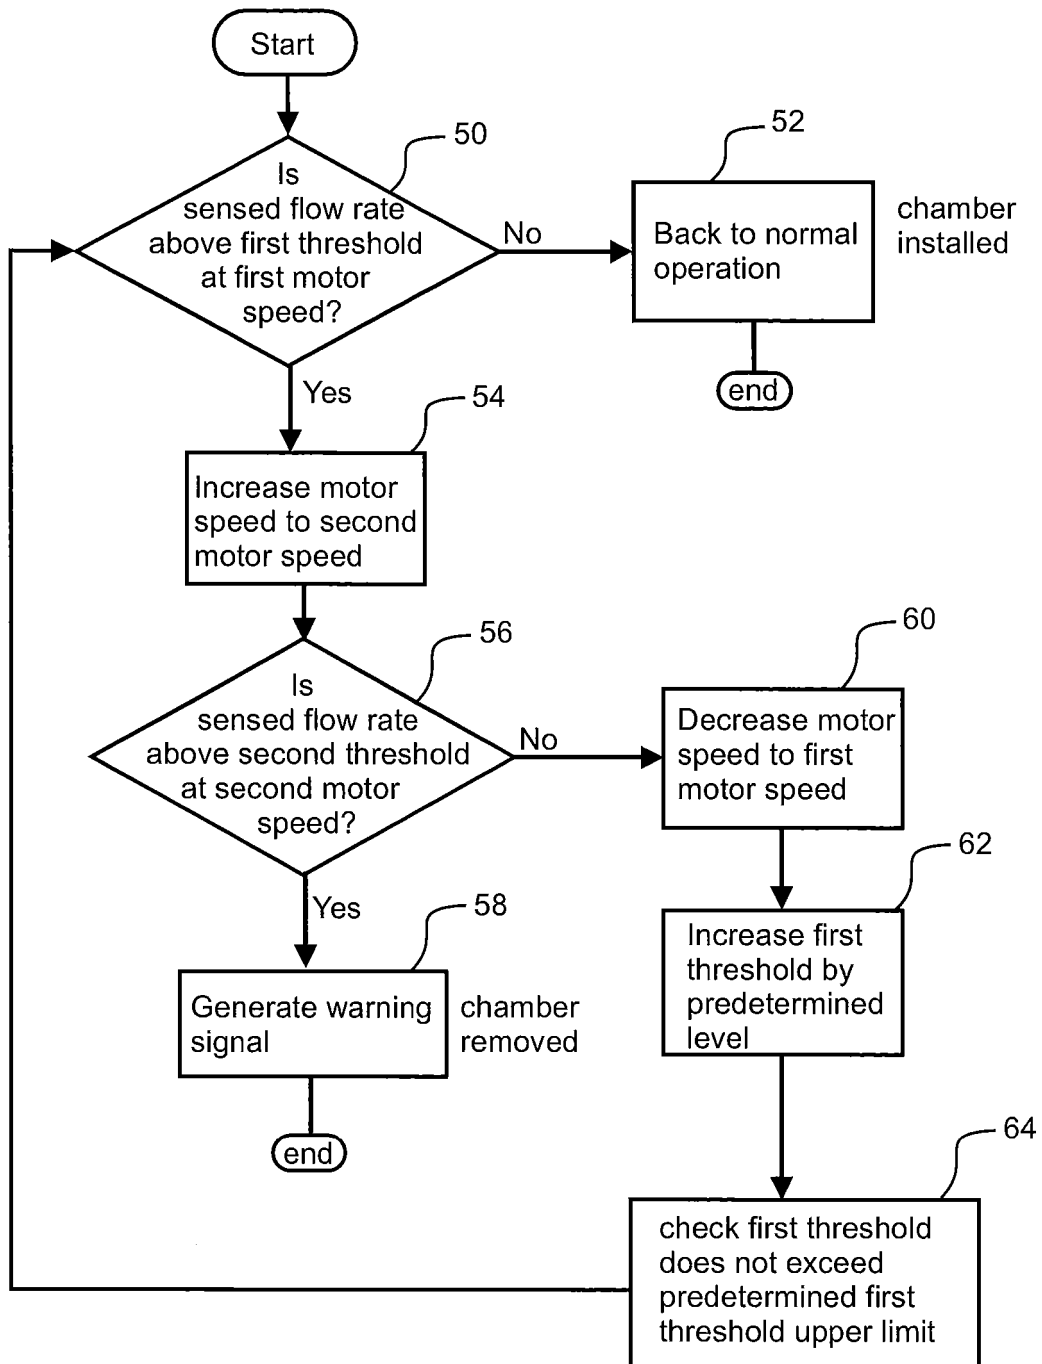 Start
50
Is
sensed flow rate
above first threshold
at first motor
speed?
No
52
Back to normal
operation
chamber
installed
end
Yes
54
Increase motor
speed to second
motor speed
56
Is
sensed flow rate
above second threshold
at second motor
speed?
No
60
Decrease motor
speed to first
motor speed
62
Increase first
threshold by
predetermined
level
Yes
58
Generate warning
signal
chamber
removed
end
64
check first threshold
does not exceed
predetermined first
threshold upper limit